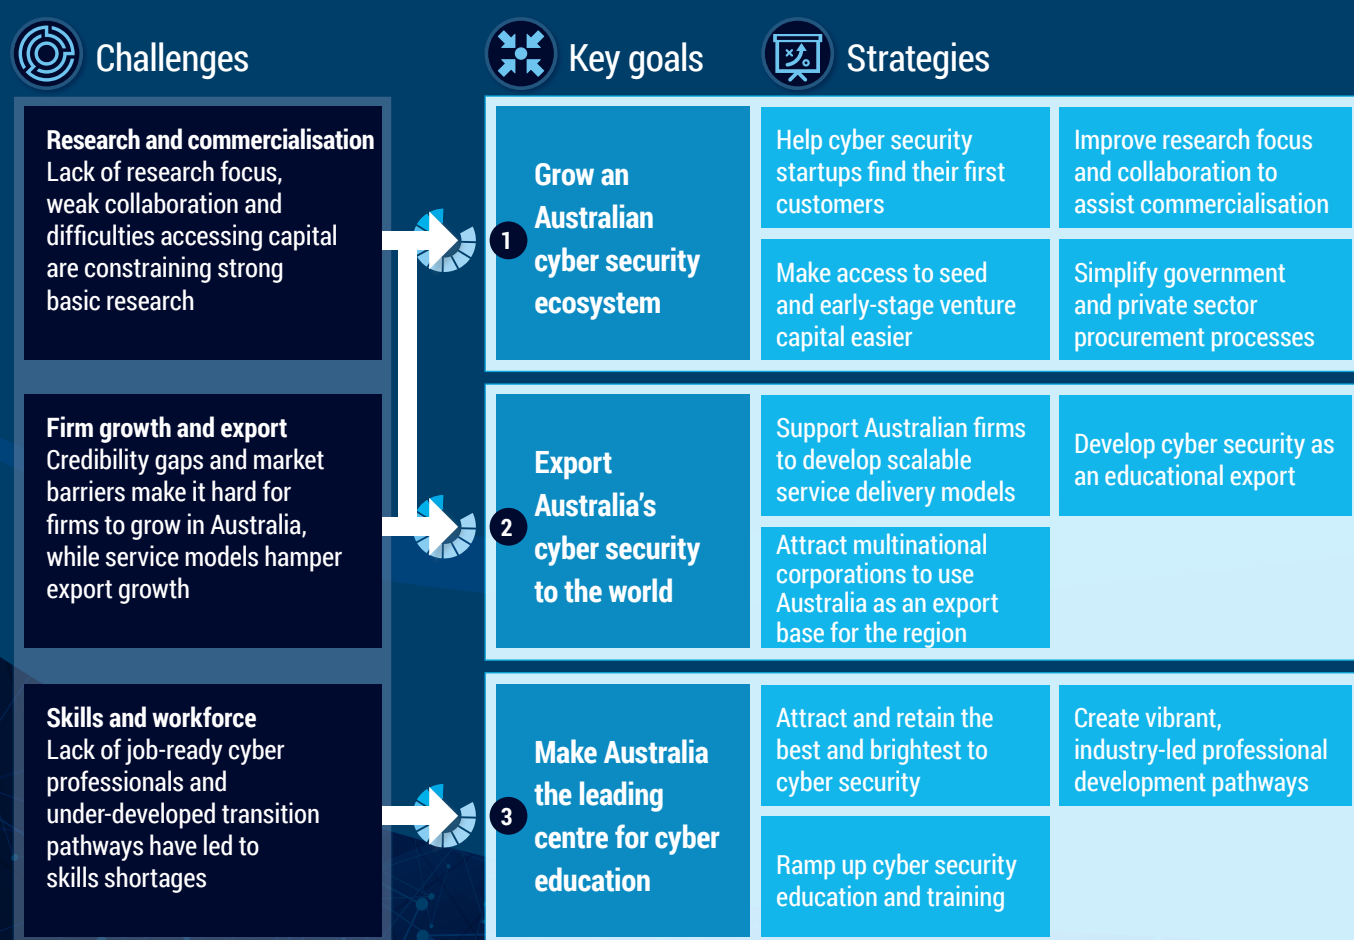 Challenges
Key goals
Strategies
Research and commercialisation
Lack of research focus,
weak collaboration and
difficulties accessing capital
are constraining strong
basic research
1
Grow an
Australian
cyber security
ecosystem
Help cyber security
startups find their first
customers
Improve research focus
and collaboration to
assist commercialisation
Make access to seed
and early-stage venture
capital easier
Simplify government
and private sector
procurement processes
Firm growth and export
Credibility gaps and market
barriers make it hard for
firms to grow in Australia,
while service models hamper
export growth
2
Export
Australia’s
cyber security
to the world
Support Australian firms
to develop scalable
service delivery models
Develop cyber security as
an educational export
Attract multinational
corporations to use
Australia as an export
base for the region
Skills and workforce
Lack of job-ready cyber
professionals and
under-developed transition
pathways have led to
skills shortages
3
Make Australia
the leading
centre for cyber
education
Attract and retain the
best and brightest to
cyber security
Create vibrant,
industry-led professional
development pathways
Ramp up cyber security
education and training